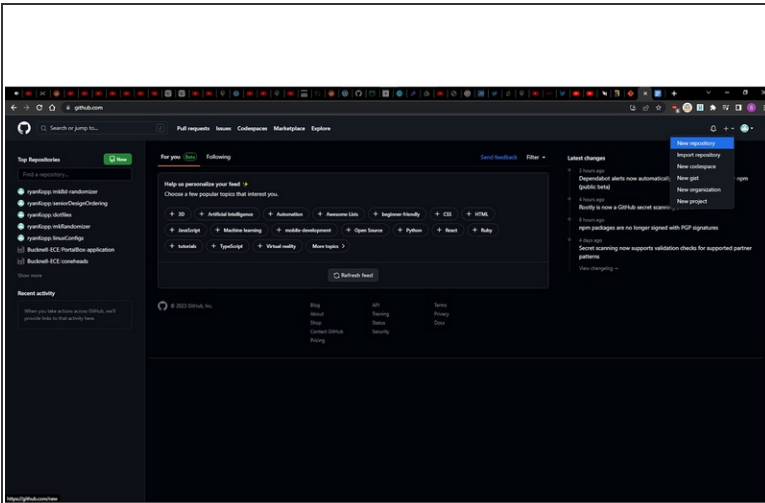 github.com
Search or jump to...
/
Pull requests Issues Codespaces Marketplace Explore
New repository
Import repository
New codespace
New gist
New organization
New project
Top Repositories
New
Find a repository...
ryanfkopp/mk8d-randomizer
ryanfkopp/seniorDesignOrdering
ryanfkopp/dotfiles
ryanfkopp/mk8Randomizer
ryanfkopp/linuxConfigs
Bucknell-ECE/PortalBox-application
Bucknell-ECE/coneheads
Show more
Recent activity
When you take actions across GitHub, we'll
provide links to that activity here.
For you Beta Following
Send feedback Filter
Help us personalize your feed
Choose a few popular topics that interest you.
+ 3D + Artificial Intelligence + Automation + Awesome Lists + beginner-friendly + CSS + HTML
+ JavaScript + Machine learning + mobile-development + Open Source + Python + React + Ruby
+ tutorials + TypeScript + Virtual reality More topics >
Refresh feed
© 2023 GitHub, Inc.
Blog
About
Shop
Contact GitHub
Pricing
API
Training
Status
Security
Terms
Privacy
Docs
Latest changes
3 hours ago
Dependabot alerts now automatically npm
(public beta)
4 hours ago
Rootly is now a GitHub secret scanning
8 hours ago
npm packages are no longer signed with PGP signatures
4 days ago
Secret scanning now supports validation checks for supported partner
patterns
View changelog →
https://github.com/new